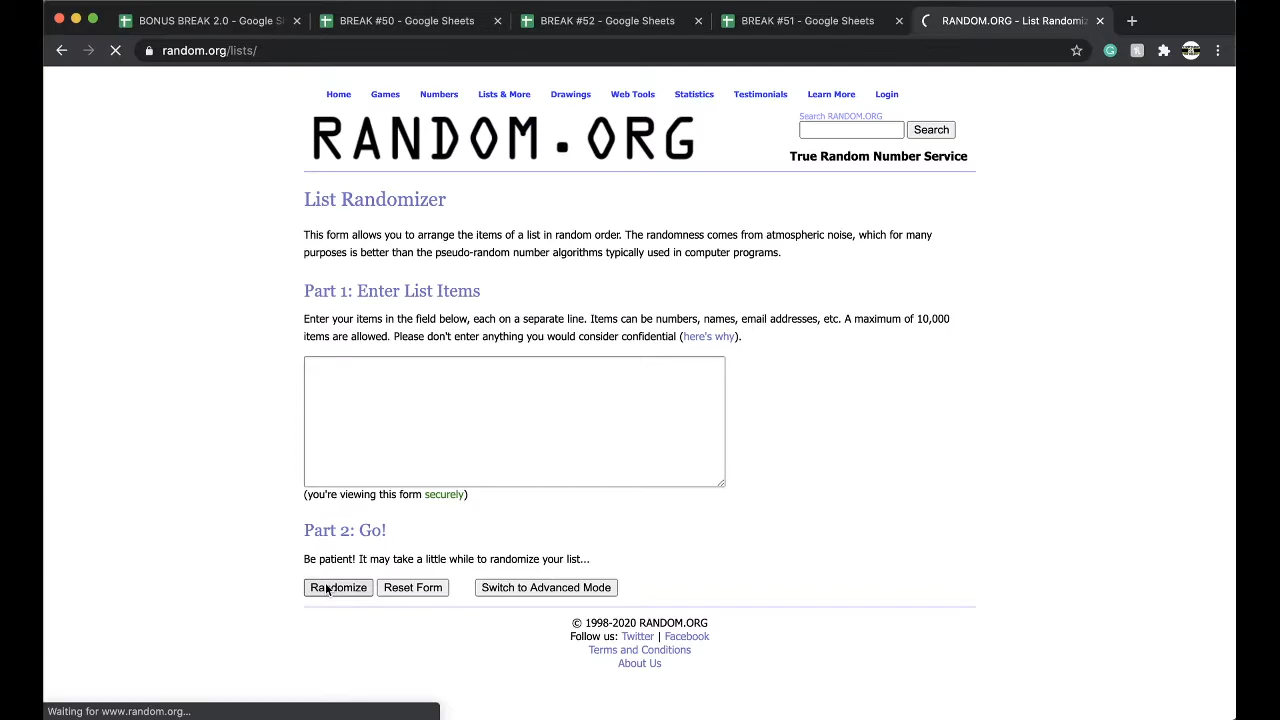 BONUS BREAK 2.0 - Google S
BREAK #50 - Google Sheets
BREAK #52 - Google Sheets
BREAK #51 - Google Sheets
RANDOM.ORG - List Randomiz
random.org/lists/
Home Games Numbers Lists & More Drawings Web Tools Statistics Testimonials Learn More Login
RANDOM.ORG
Search RANDOM.ORG
Search
True Random Number Service
List Randomizer
This form allows you to arrange the items of a list in random order. The randomness comes from atmospheric noise, which for many
purposes is better than the pseudo-random number algorithms typically used in computer programs.
Part 1: Enter List Items
Enter your items in the field below, each on a separate line. Items can be numbers, names, email addresses, etc. A maximum of 10,000
items are allowed. Please don't enter anything you would consider confidential (here's why).
(you're viewing this form securely)
Part 2: Go!
Be patient! It may take a little while to randomize your list...
Randomize Reset Form Switch to Advanced Mode
© 1998-2020 RANDOM.ORG
Follow us: Twitter | Facebook
Terms and Conditions
About Us
Waiting for www.random.org...